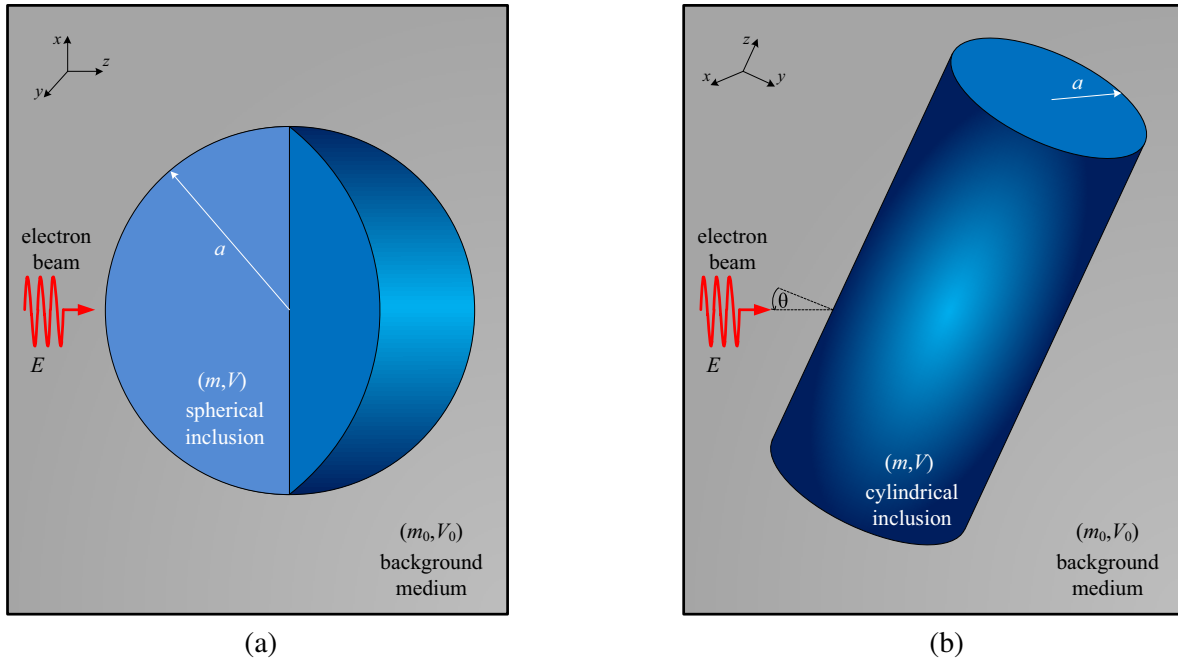 x
z
y
a
electron
beam
E
(m,V)
spherical
inclusion
(m₀,V₀)
background
medium
(a)
z
x
y
a
electron
beam
θ
E
(m,V)
cylindrical
inclusion
(m₀,V₀)
background
medium
(b)